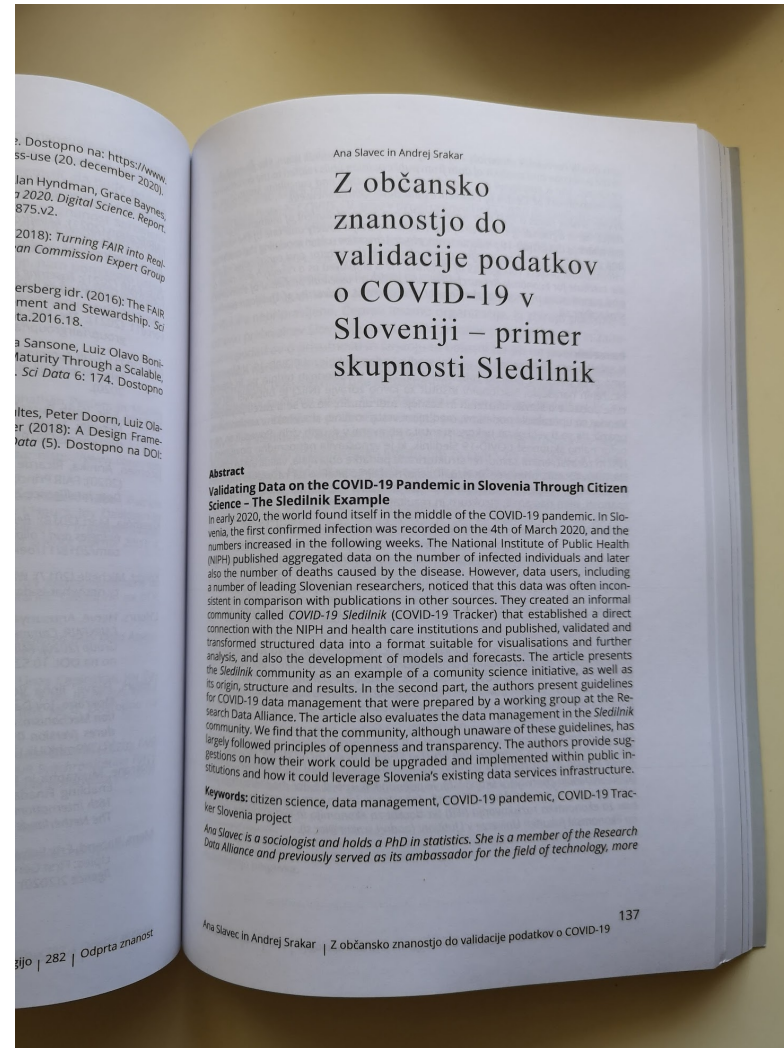 . Dostopno na: https://www.
ss-use (20. december 2020).
lan Hyndman, Grace Baynes,
a 2020. Digital Science. Report.
875.v2.
2018): Turning FAIR into Real-
an Commission Expert Group
ersberg idr. (2016): The FAIR
ment and Stewardship. Sci
ta.2016.18.
a Sansone, Luiz Olavo Boni-
Maturity Through a Scalable,
. Sci Data 6: 174. Dostopno
ltes, Peter Doorn, Luiz Ola-
er (2018): A Design Frame-
Data (5). Dostopno na DOI:
gijo | 282 | Odprta znanost
Ana Slavec in Andrej Srakar
Z občansko
znanostjo do
validacije podatkov
o COVID-19 v
Sloveniji – primer
skupnosti Sledilnik
Abstract
Validating Data on the COVID-19 Pandemic in Slovenia Through Citizen
Science – The Sledilnik Example
In early 2020, the world found itself in the middle of the COVID-19 pandemic. In Slo-
venia, the first confirmed infection was recorded on the 4th of March 2020, and the
numbers increased in the following weeks. The National Institute of Public Health
(NIPH) published aggregated data on the number of infected individuals and later
also the number of deaths caused by the disease. However, data users, including
a number of leading Slovenian researchers, noticed that this data was often incon-
sistent in comparison with publications in other sources. They created an informal
community called COVID-19 Sledilnik (COVID-19 Tracker) that established a direct
connection with the NIPH and health care institutions and published, validated and
transformed structured data into a format suitable for visualisations and further
analysis, and also the development of models and forecasts. The article presents
the Sledilnik community as an example of a comunity science initiative, as well as
its origin, structure and results. In the second part, the authors present guidelines
for COVID-19 data management that were prepared by a working group at the Re-
search Data Alliance. The article also evaluates the data management in the Sledilnik
community. We find that the community, although unaware of these guidelines, has
largely followed principles of openness and transparency. The authors provide sug-
gestions on how their work could be upgraded and implemented within public in-
stitutions and how it could leverage Slovenia's existing data services infrastructure.
Keywords: citizen science, data management, COVID-19 pandemic, COVID-19 Trac-
ker Slovenia project
Ana Slavec is a sociologist and holds a PhD in statistics. She is a member of the Research
Data Alliance and previously served as its ambassador for the field of technology, more
137
Ana Slavec in Andrej Srakar | Z občansko znanostjo do validacije podatkov o COVID-19